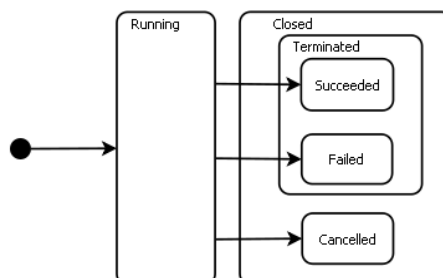 Running
Closed
Terminated
Succeeded
Failed
Cancelled